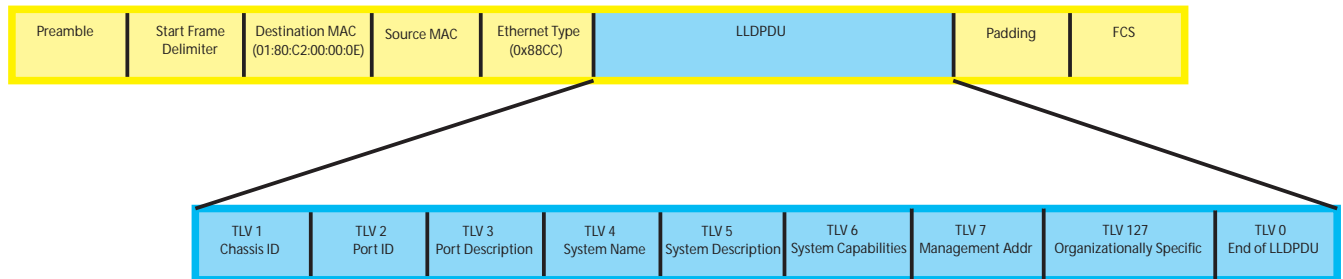 Preamble
Start Frame
Delimiter
Destination MAC
(01:80:C2:00:00:0E)
Source MAC
Ethernet Type
(0x88CC)
LLDPDU
Padding
FCS
TLV 1
Chassis ID
TLV 2
Port ID
TLV 3
Port Description
TLV 4
System Name
TLV 5
System Description
TLV 6
System Capabilities
TLV 7
Management Addr
TLV 127
Organizationally Specific
TLV 0
End of LLDPDU